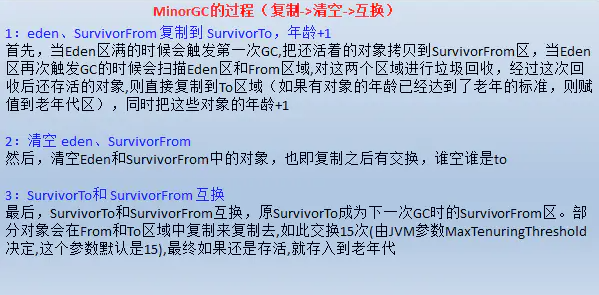 MinorGC的过程（复制->清空->互换）
1：eden、SurvivorFrom 复制到 SurvivorTo，年龄+1
首先，当Eden区满的时候会触发第一次GC,把还活着的对象拷贝到SurvivorFrom区，当Eden
区再次触发GC的时候会扫描Eden区和From区域,对这两个区域进行垃圾回收，经过这次回
收后还存活的对象,则直接复制到To区域（如果有对象的年龄已经达到了老年的标准，则赋
值到老年代区），同时把这些对象的年龄+1
2：清空 eden、SurvivorFrom
然后，清空Eden和SurvivorFrom中的对象，也即复制之后有交换，谁空谁是to
3：SurvivorTo和 SurvivorFrom 互换
最后，SurvivorTo和SurvivorFrom互换，原SurvivorTo成为下一次GC时的SurvivorFrom区。部
分对象会在From和To区域中复制来复制去,如此交换15次(由JVM参数MaxTenuringThreshold
决定,这个参数默认是15),最终如果还是存活,就存入到老年代